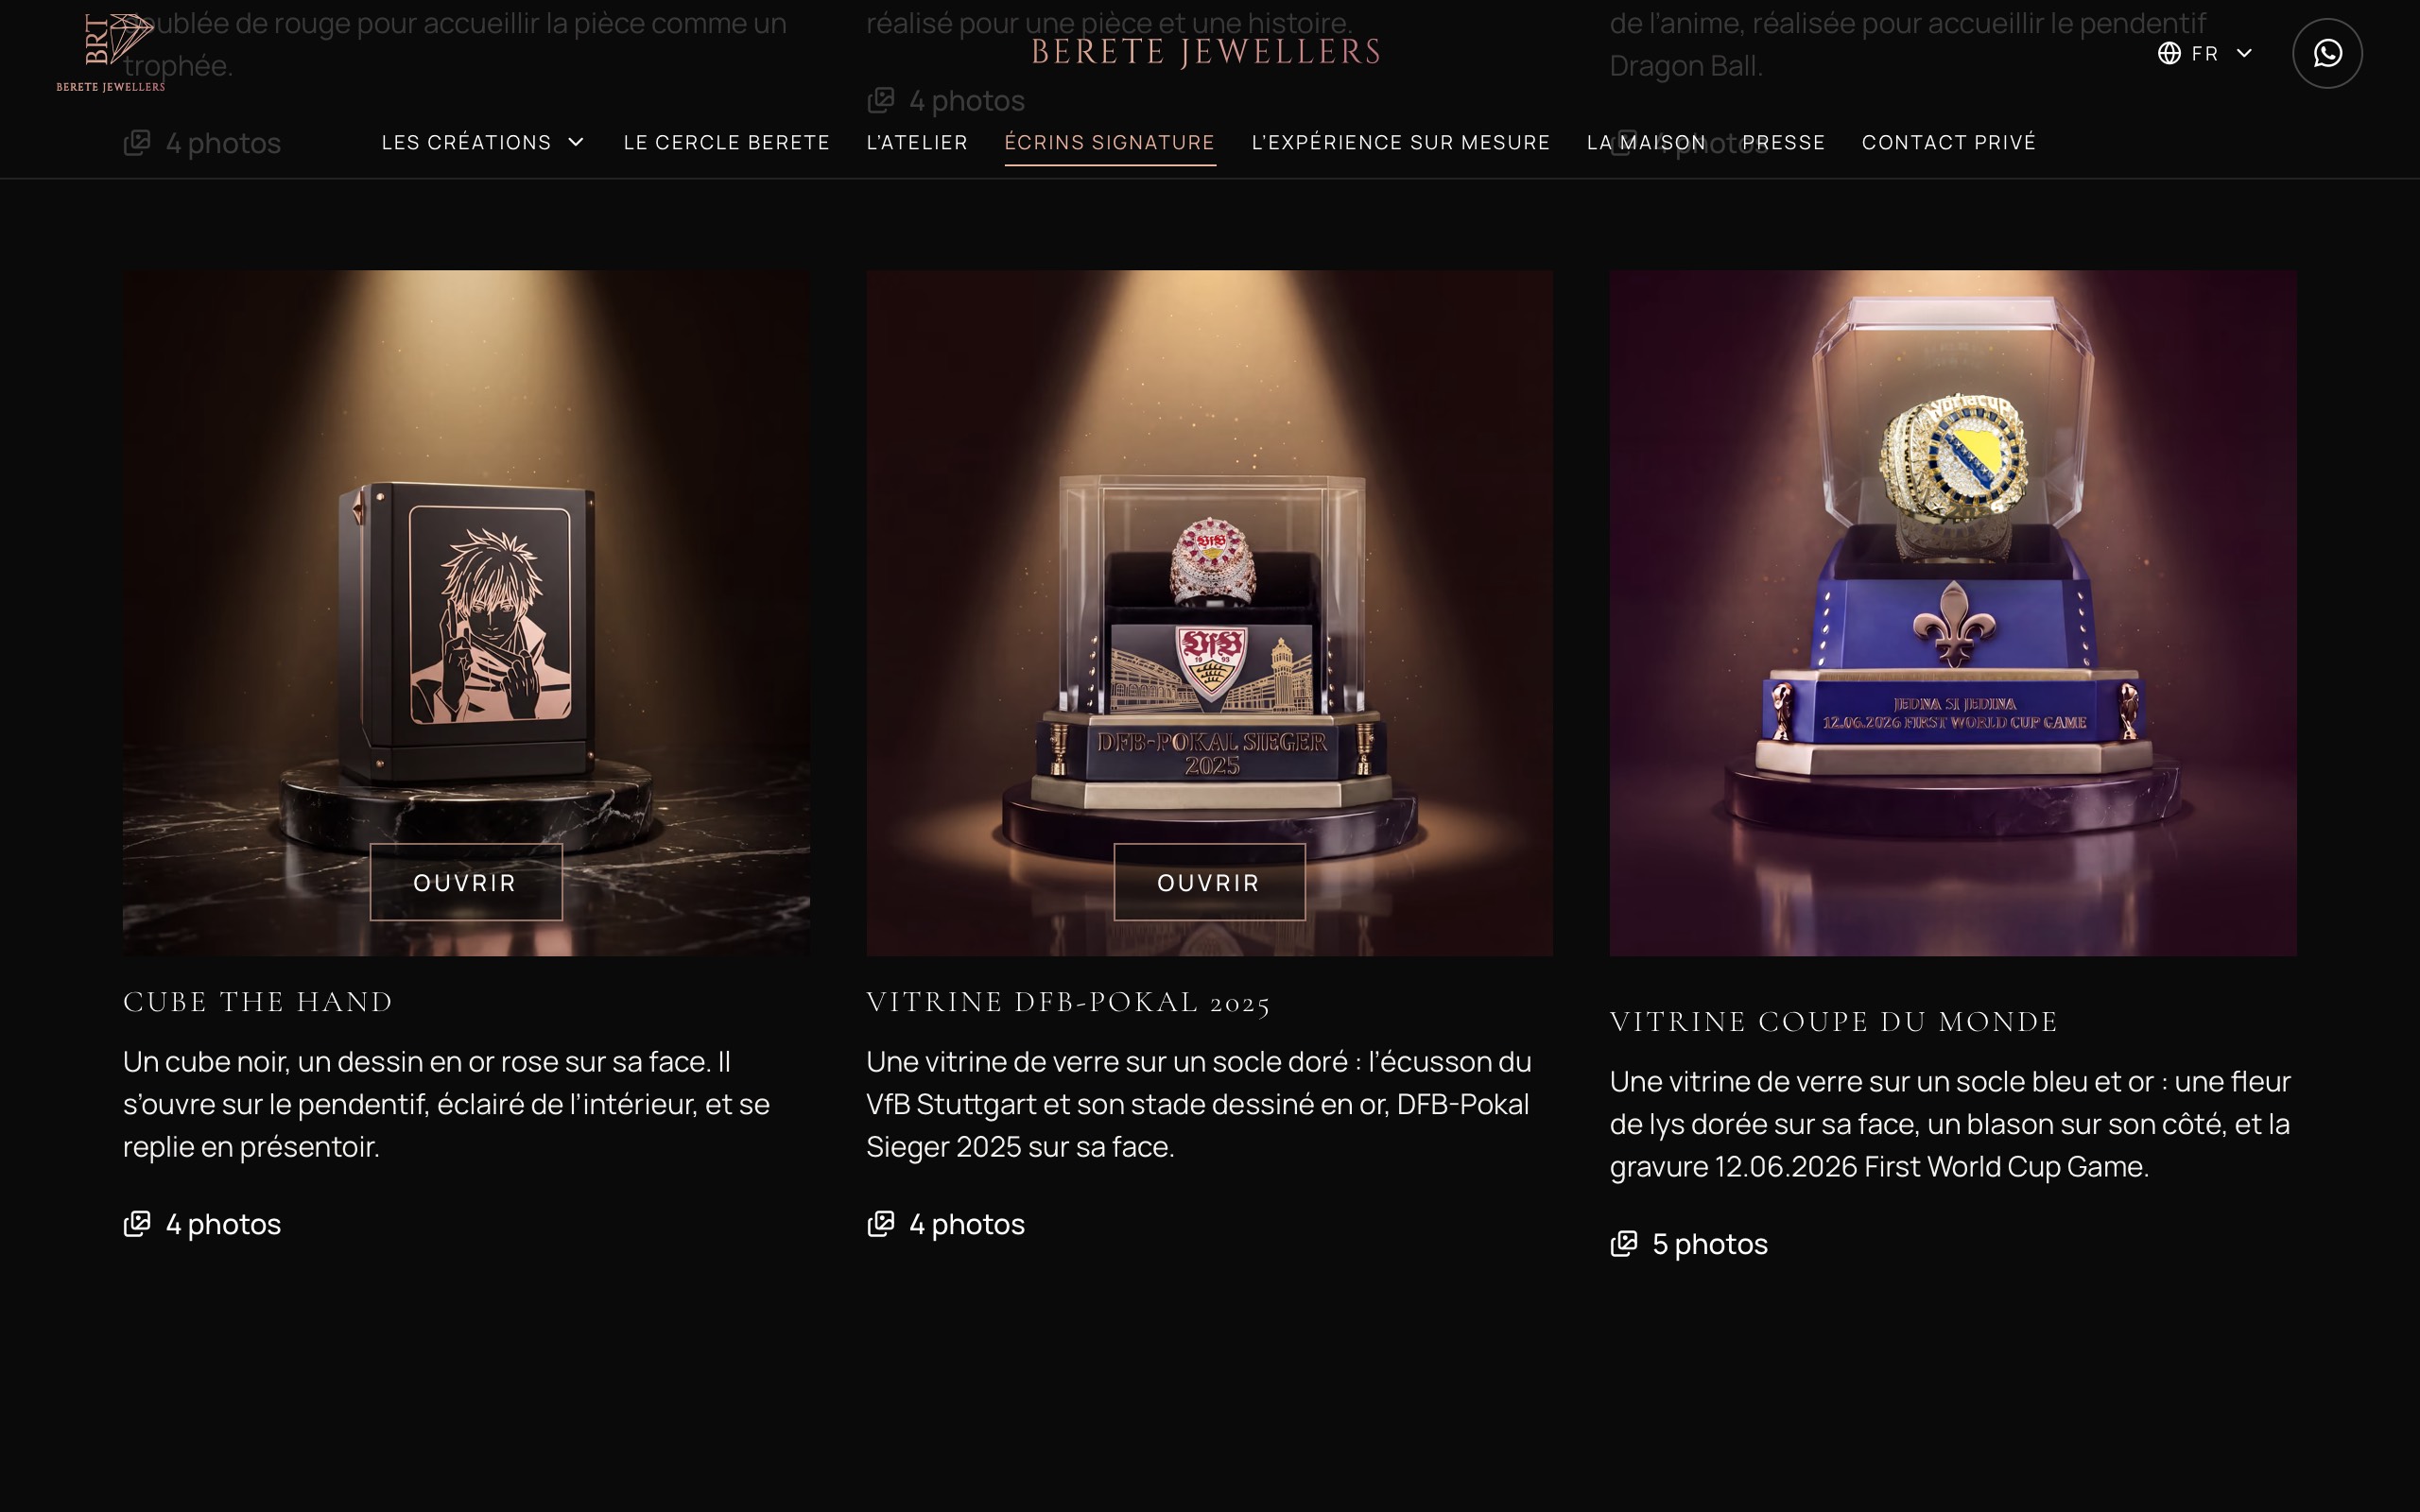 doublée de rouge pour accueillir la pièce comme un
trophée.
4 photos
réalisé pour une pièce et une histoire.
4 photos
de l'anime, réalisée pour accueillir le pendentif
Dragon Ball.
4 photos
BRT
BERETE JEWELLERS
BERETE JEWELLERS
FR
LES CRÉATIONS
LE CERCLE BERETE
L'ATELIER
ÉCRINS SIGNATURE
L'EXPÉRIENCE SUR MESURE
LA MAISON
PRESSE
CONTACT PRIVÉ
OUVRIR
CUBE THE HAND
Un cube noir, un dessin en or rose sur sa face. Il
s'ouvre sur le pendentif, éclairé de l'intérieur, et se
replie en présentoir.
4 photos
VfB
VfB
19 93
DFB-POKAL SIEGER
2025
OUVRIR
VITRINE DFB-POKAL 2025
Une vitrine de verre sur un socle doré : l'écusson du
VfB Stuttgart et son stade dessiné en or, DFB-Pokal
Sieger 2025 sur sa face.
4 photos
JEDNA SI JEDINA
12.06.2026 FIRST WORLD CUP GAME
VITRINE COUPE DU MONDE
Une vitrine de verre sur un socle bleu et or : une fleur
de lys dorée sur sa face, un blason sur son côté, et la
gravure 12.06.2026 First World Cup Game.
5 photos